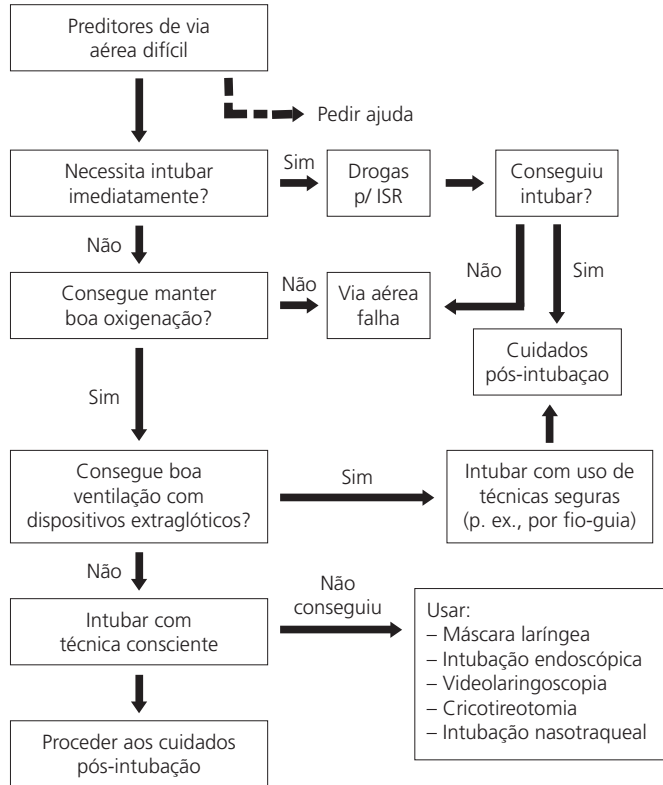 Preditores de via
aérea difícil
Pedir ajuda
Necessita intubar
imediatamente?
Sim
Drogas
p/ ISR
Conseguiu
intubar?
Não
Consegue manter
boa oxigenação?
Não
Via aérea
falha
Não
Sim
Cuidados
pós-intubaçao
Sim
Consegue boa
ventilação com
dispositivos extraglóticos?
Sim
Intubar com uso de
técnicas seguras
(p. ex., por fio-guia)
Não
Intubar com
técnica consciente
Não
conseguiu
Usar:
– Máscara laríngea
– Intubação endoscópica
– Videolaringoscopia
– Cricotireotomia
– Intubação nasotraqueal
Proceder aos cuidados
pós-intubação